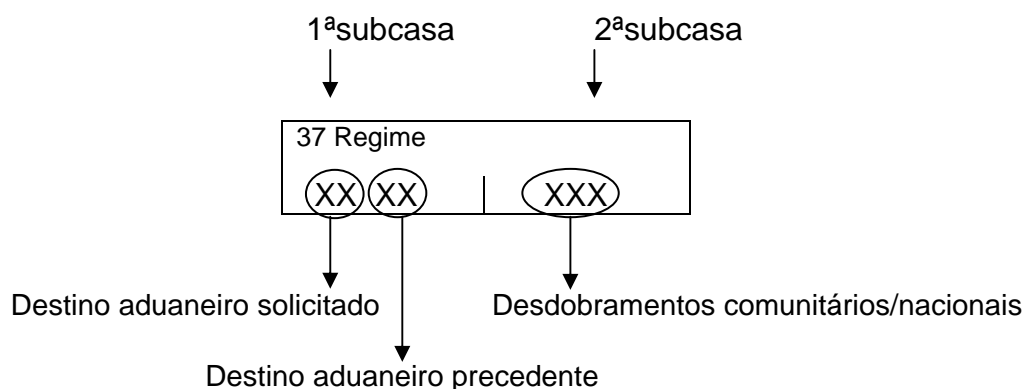 1ªsubcasa 2ªsubcasa
37 Regime
XX XX XXX
Destino aduaneiro solicitado Desdobramentos comunitários/nacionais
Destino aduaneiro precedente